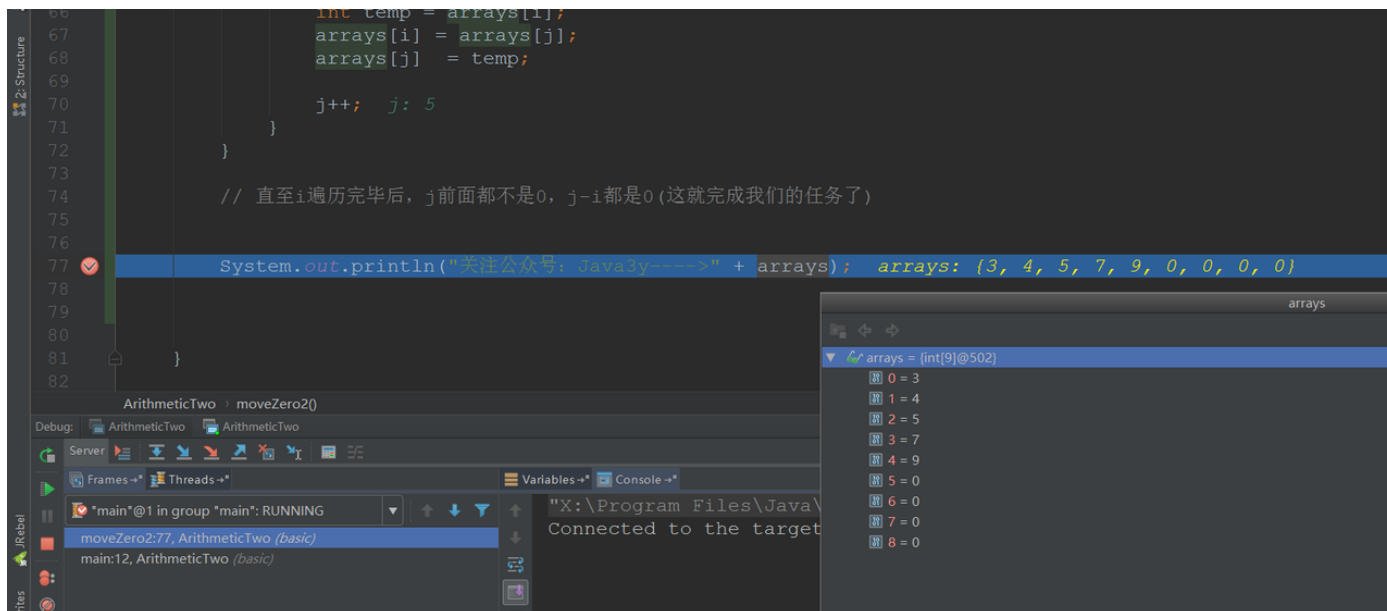 66 int temp = arrays[i];
67 arrays[i] = arrays[j];
68 arrays[j]  = temp;
69
70 j++;  j: 5
71 }
72 }
73
74 // 直至i遍历完毕后，j前面都不是0，j-i都是0(这就完成我们的任务了)
75
76
77 System.out.println("关注公众号：Java3y---->" + arrays);  arrays: {3, 4, 5, 7, 9, 0, 0, 0, 0}
78
79
80
81 }
82
2: Structure
arrays
arrays = {int[9]@502}
0 = 3
1 = 4
2 = 5
3 = 7
4 = 9
5 = 0
6 = 0
7 = 0
8 = 0
ArithmeticTwo › moveZero2()
Debug: ArithmeticTwo ArithmeticTwo
Server
Frames Threads Variables Console
"main"@1 in group "main": RUNNING
moveZero2:77, ArithmeticTwo (basic)
main:12, ArithmeticTwo (basic)
"X:\Program Files\Java\
Connected to the target
JRebel